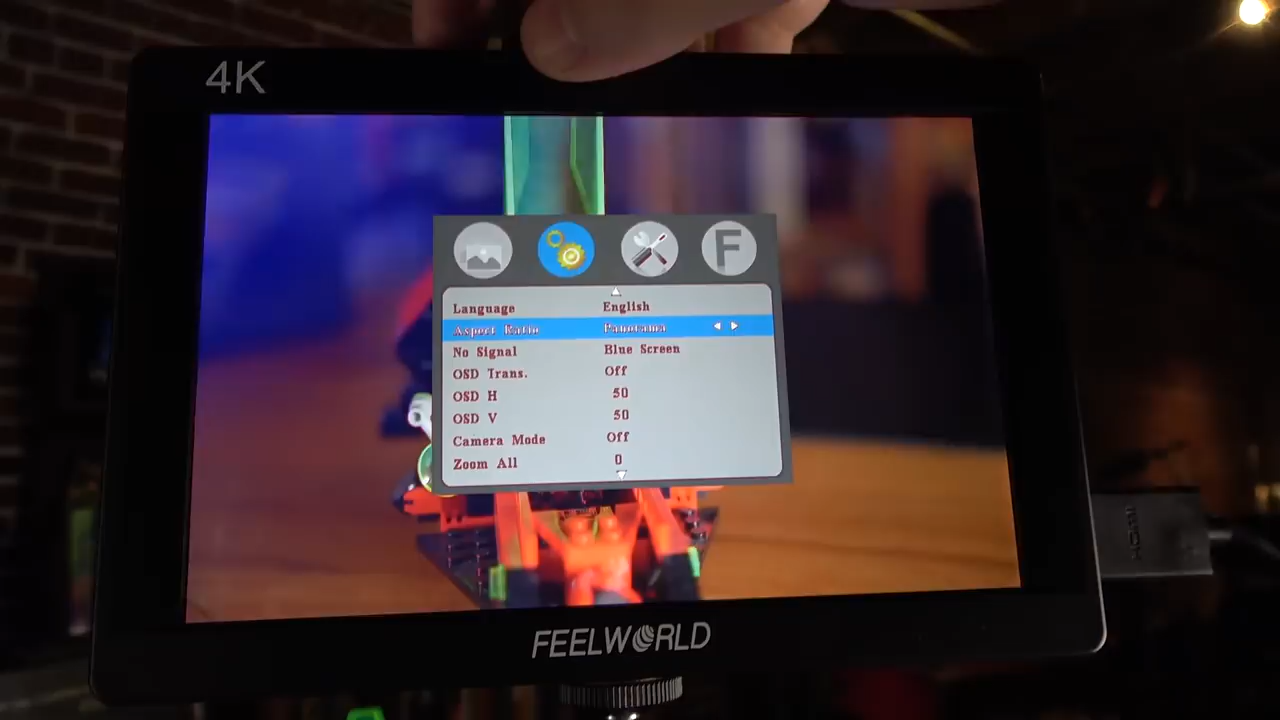 4K
F
Language English
Aspect Ratio Panorama
No Signal Blue Screen
OSD Trans. Off
OSD H 50
OSD V 50
Camera Mode Off
Zoom All 0
HDMI
FEELWORLD